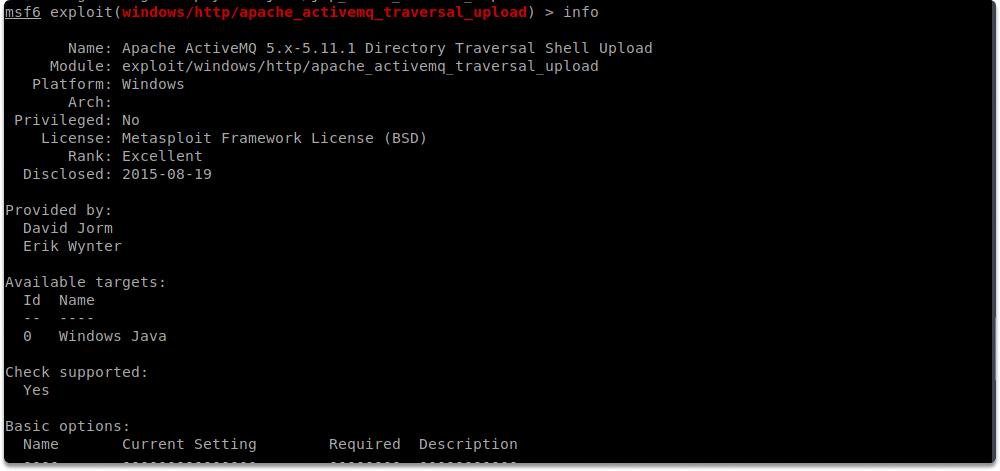 msf6 exploit(windows/http/apache_activemq_traversal_upload) > info
Name: Apache ActiveMQ 5.x-5.11.1 Directory Traversal Shell Upload
Module: exploit/windows/http/apache_activemq_traversal_upload
Platform: Windows
Arch:
Privileged: No
License: Metasploit Framework License (BSD)
Rank: Excellent
Disclosed: 2015-08-19
Provided by:
David Jorm
Erik Wynter
Available targets:
Id  Name
--  ----
0   Windows Java
Check supported:
Yes
Basic options:
Name       Current Setting        Required  Description
----       ---------------        --------  -----------